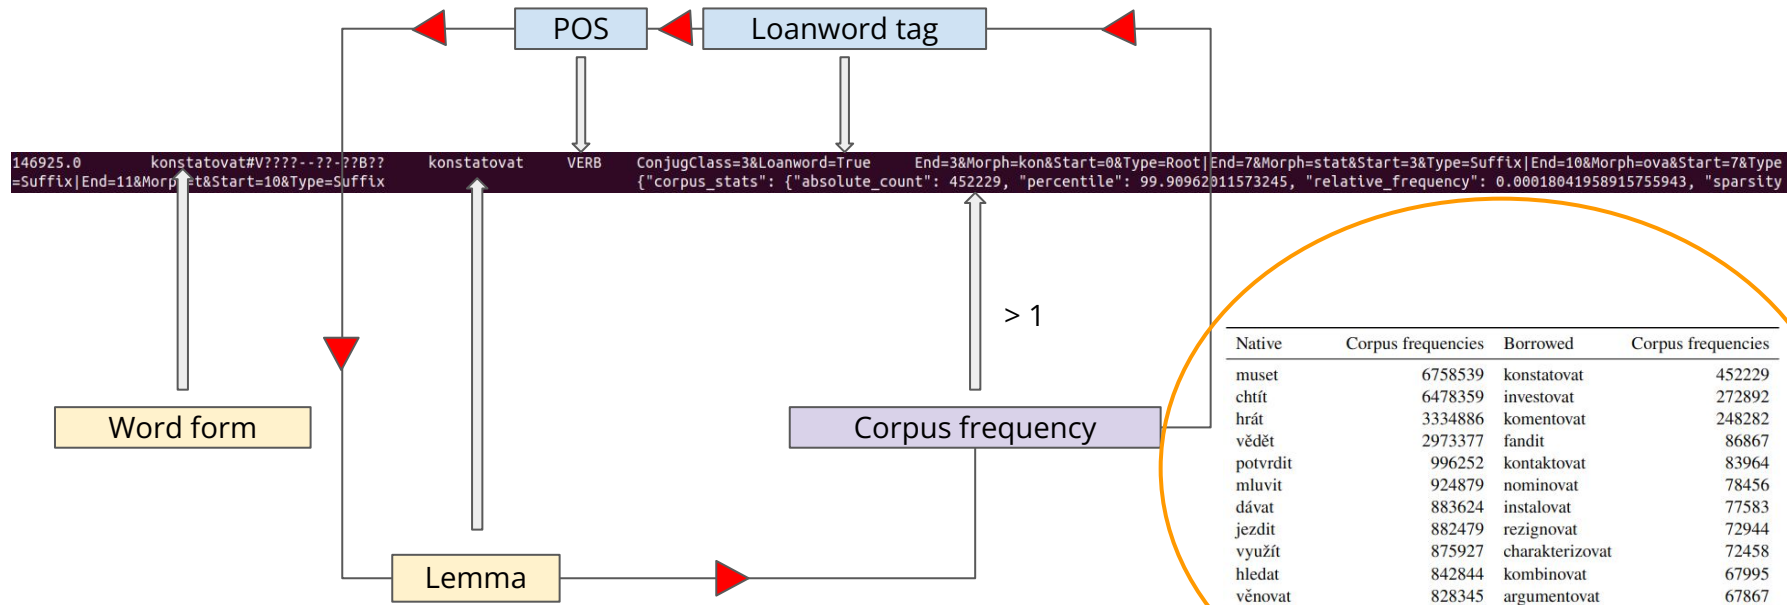 POS
Loanword tag
146925.0 konstatovat#V????--??-??B?? konstatovat VERB ConjugClass=3&Loanword=True End=3&Morph=kon&Start=0&Type=Root|End=7&Morph=stat&Start=3&Type=Suffix|End=10&Morph=ova&Start=7&Type
=Suffix|End=11&Morph=t&Start=10&Type=Suffix {"corpus_stats": {"absolute_count": 452229, "percentile": 99.90962011573245, "relative_frequency": 0.00018041958915755943, "sparsity
> 1
Word form
Corpus frequency
Lemma
Native Corpus frequencies Borrowed Corpus frequencies
muset 6758539 konstatovat 452229
chtít 6478359 investovat 272892
hrát 3334886 komentovat 248282
vědět 2973377 fandit 86867
potvrdit 996252 kontaktovat 83964
mluvit 924879 nominovat 78456
dávat 883624 instalovat 77583
jezdit 882479 rezignovat 72944
využít 875927 charakterizovat 72458
hledat 842844 kombinovat 67995
věnovat 828345 argumentovat 67867